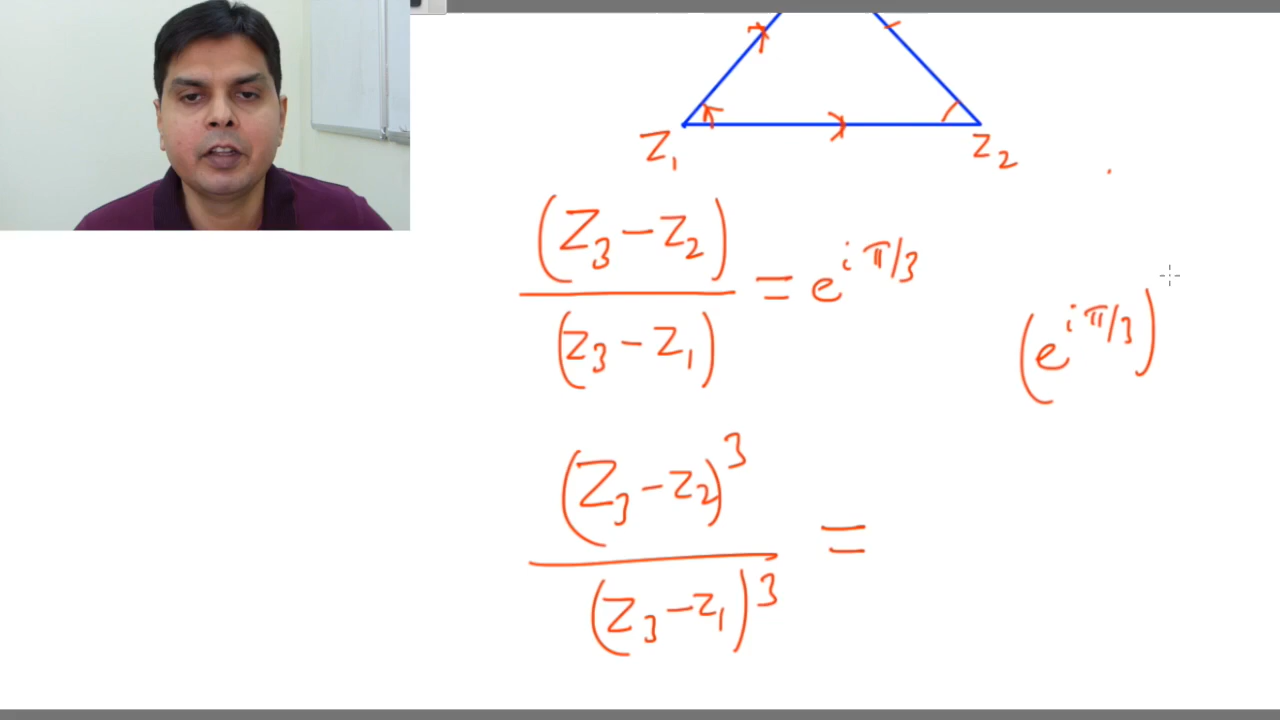 Z₁ Z₂
(Z₃ − Z₂) / (Z₃ − Z₁) = e^{iπ/3}
(e^{iπ/3})
(Z₃ − Z₂)³ / (Z₃ − Z₁)³ =